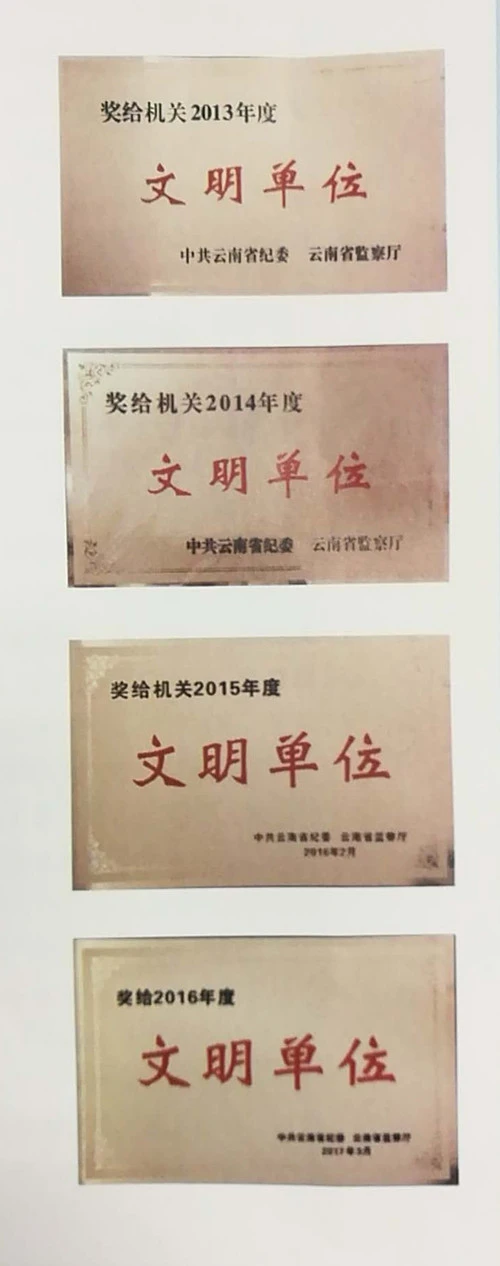 奖给机关2013年度
文明单位
中共云南省纪委 云南省监察厅
奖给机关2014年度
文明单位
中共云南省纪委 云南省监察厅
奖给机关2015年度
文明单位
中共云南省纪委 云南省监察厅
2016年2月
奖给2016年度
文明单位
中共云南省纪委 云南省监察厅
2017年3月